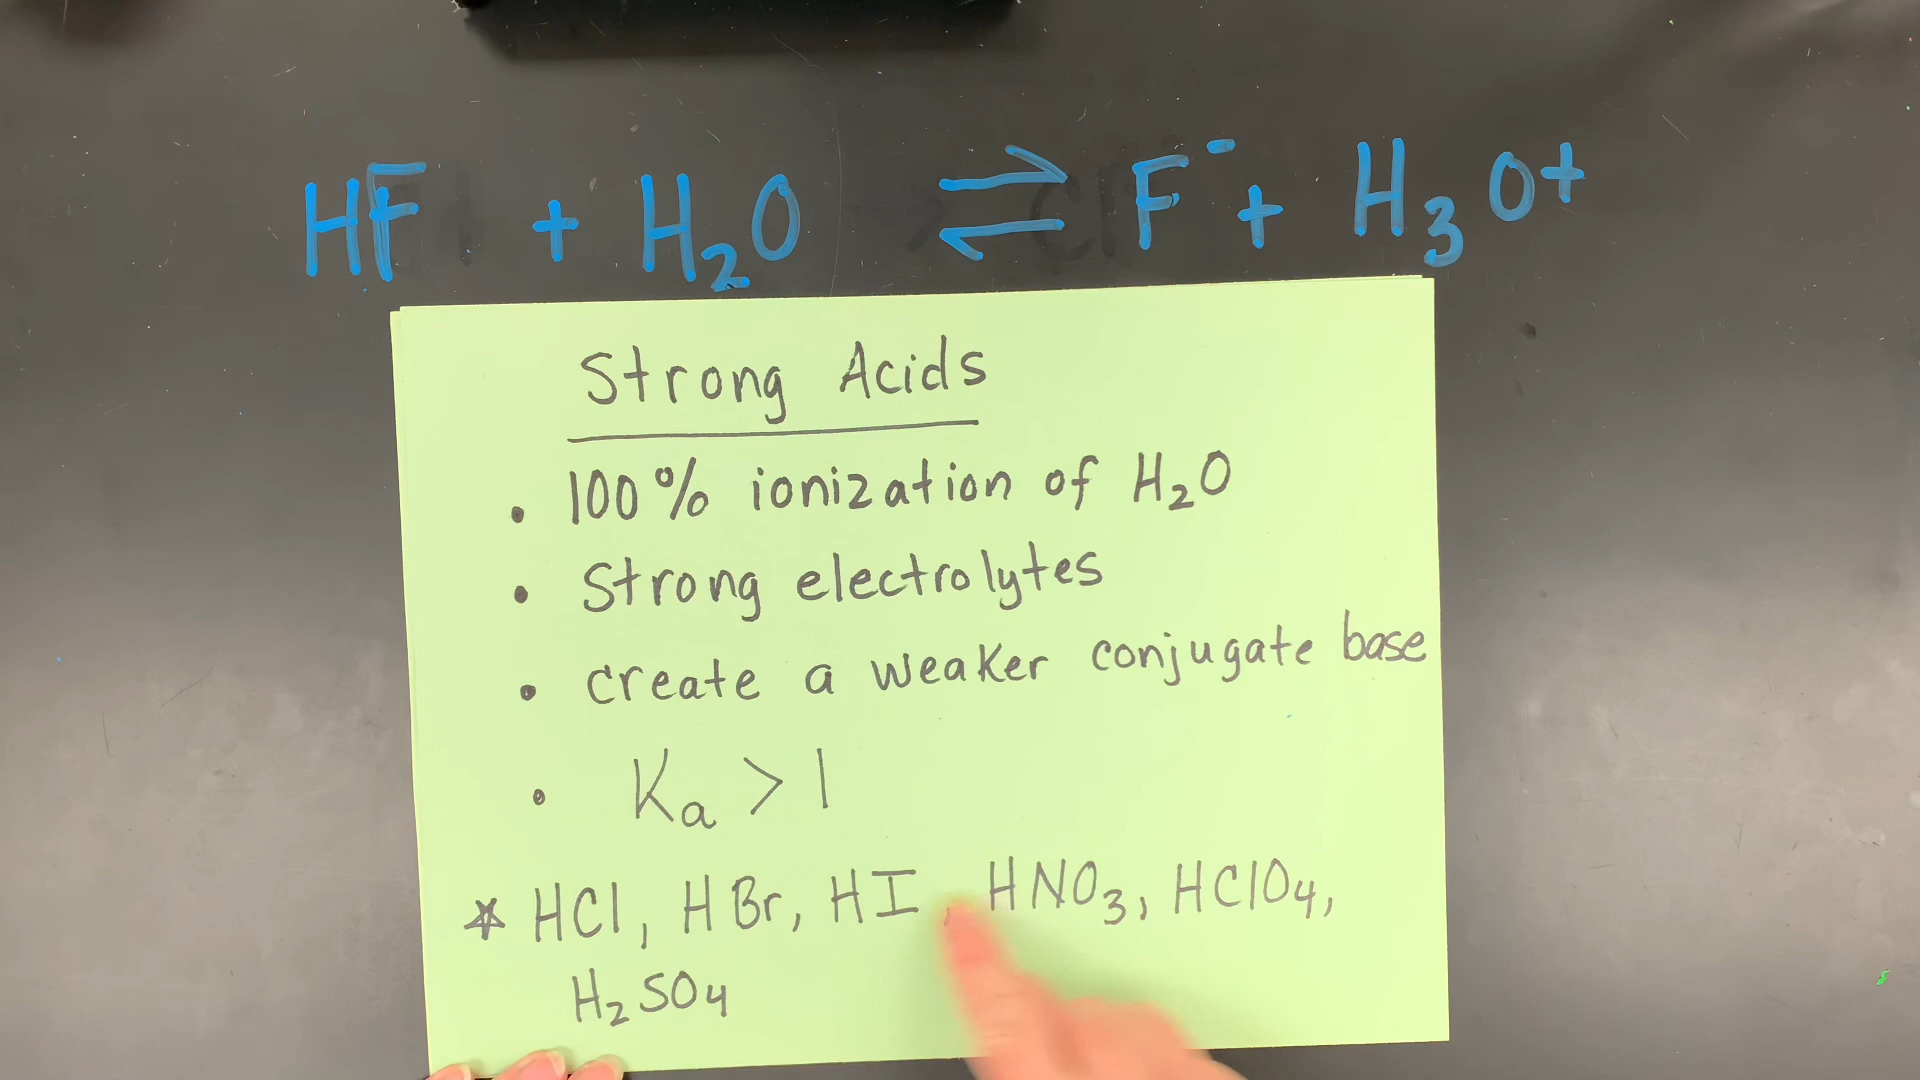 HF + H₂O ⇌ F⁻ + H₃O+
Strong Acids
• 100% ionization of H₂O
• Strong electrolytes
• create a weaker conjugate base
• Ka > 1
☆ HCl, HBr, HI, HNO₃, HClO₄,
H₂SO₄